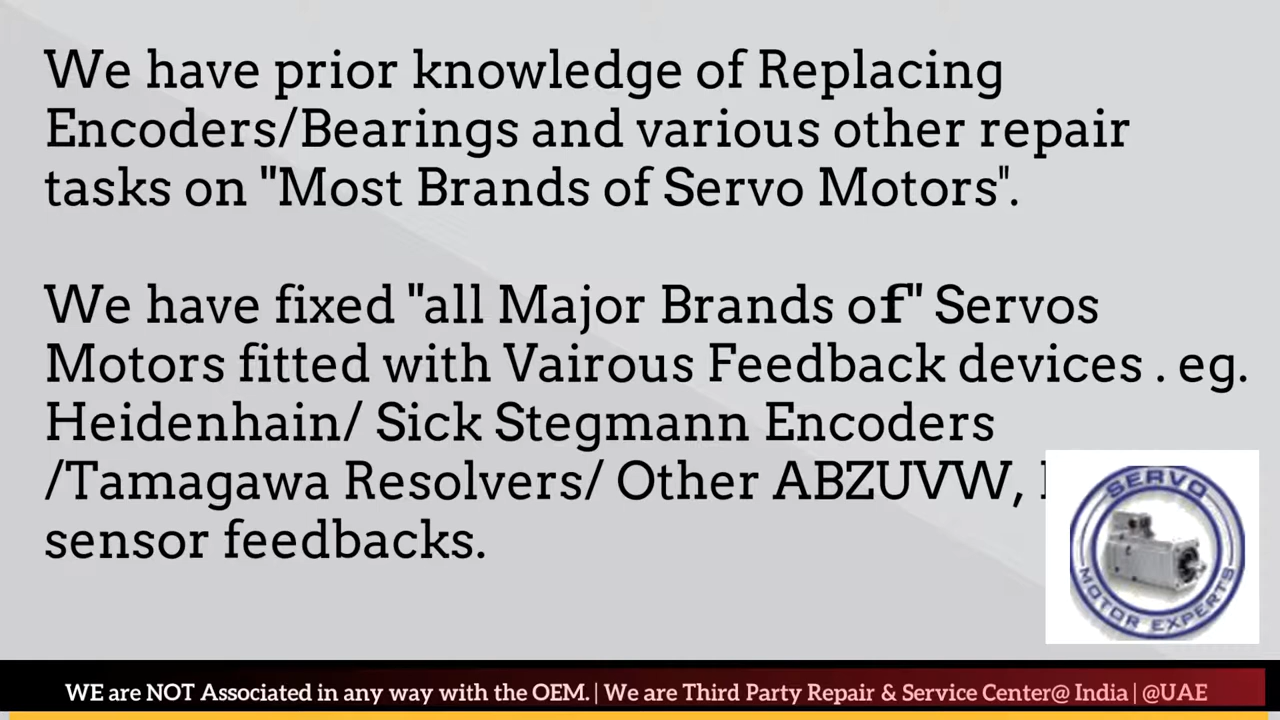 We have prior knowledge of Replacing
Encoders/Bearings and various other repair
tasks on "Most Brands of Servo Motors".
We have fixed "all Major Brands of" Servos
Motors fitted with Vairous Feedback devices . eg.
Heidenhain/ Sick Stegmann Encoders
/Tamagawa Resolvers/ Other ABZUVW,
sensor feedbacks.
SERVO
MOTOR EXPERTS
WE are NOT Associated in any way with the OEM. | We are Third Party Repair & Service Center@ India | @UAE